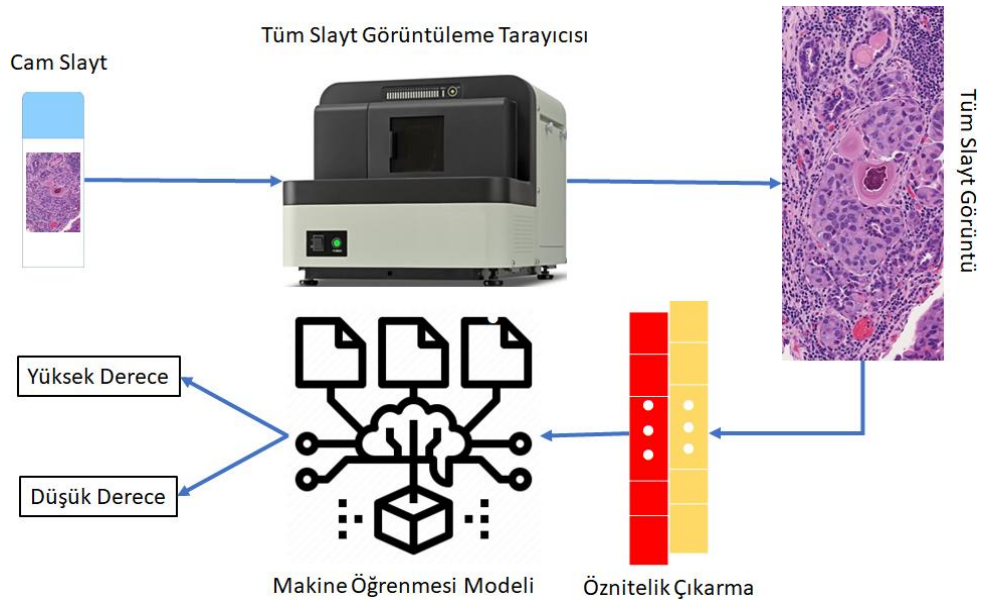 Cam Slayt
Tüm Slayt Görüntüleme Tarayıcısı
Tüm Slayt Görüntü
Yüksek Derece
Düşük Derece
Makine Öğrenmesi Modeli
Öznitelik Çıkarma